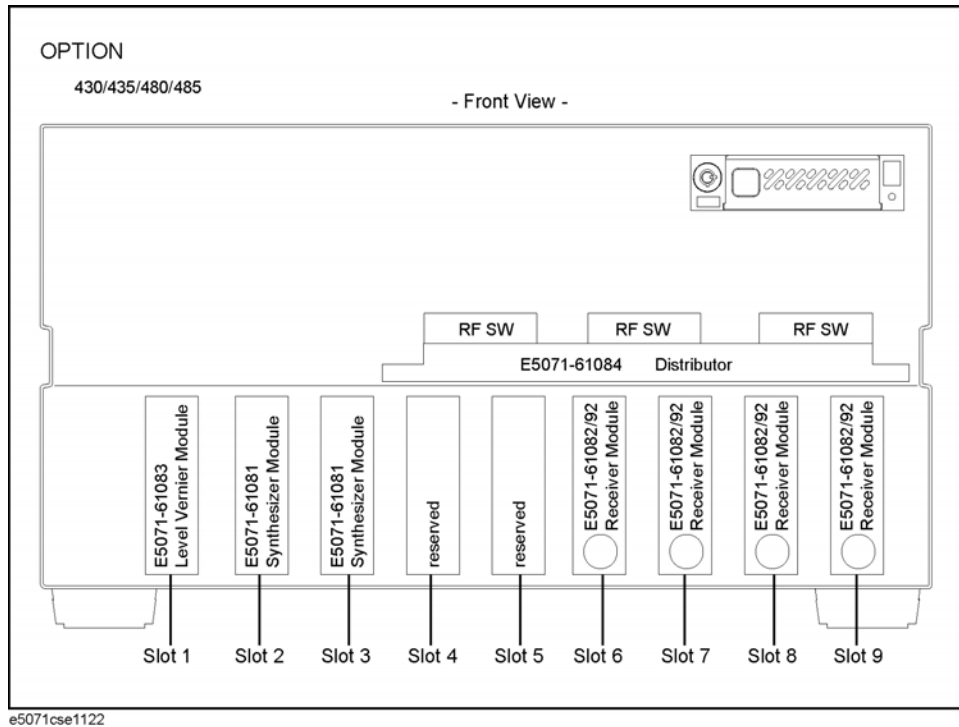 OPTION
430/435/480/485
- Front View -
RF SW
RF SW
RF SW
E5071-61084 Distributor
E5071-61083
Level Vernier Module
E5071-61081
Synthesizer Module
E5071-61081
Synthesizer Module
reserved
reserved
E5071-61082/92
Receiver Module
E5071-61082/92
Receiver Module
E5071-61082/92
Receiver Module
E5071-61082/92
Receiver Module
Slot 1
Slot 2
Slot 3
Slot 4
Slot 5
Slot 6
Slot 7
Slot 8
Slot 9
e5071cse1122